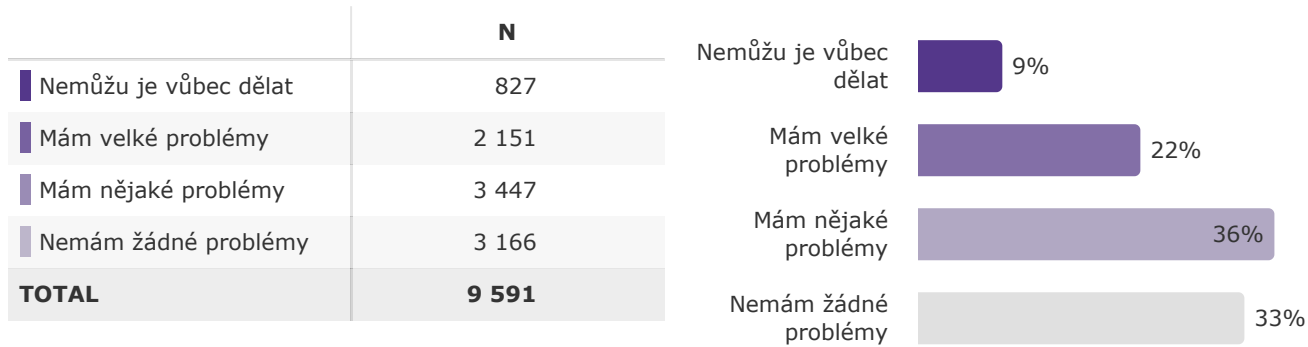 N
Nemůžu je vůbec dělat 827
Mám velké problémy 2 151
Mám nějaké problémy 3 447
Nemám žádné problémy 3 166
TOTAL 9 591
Nemůžu je vůbec
dělat
9%
Mám velké
problémy
22%
Mám nějaké
problémy
36%
Nemám žádné
problémy
33%